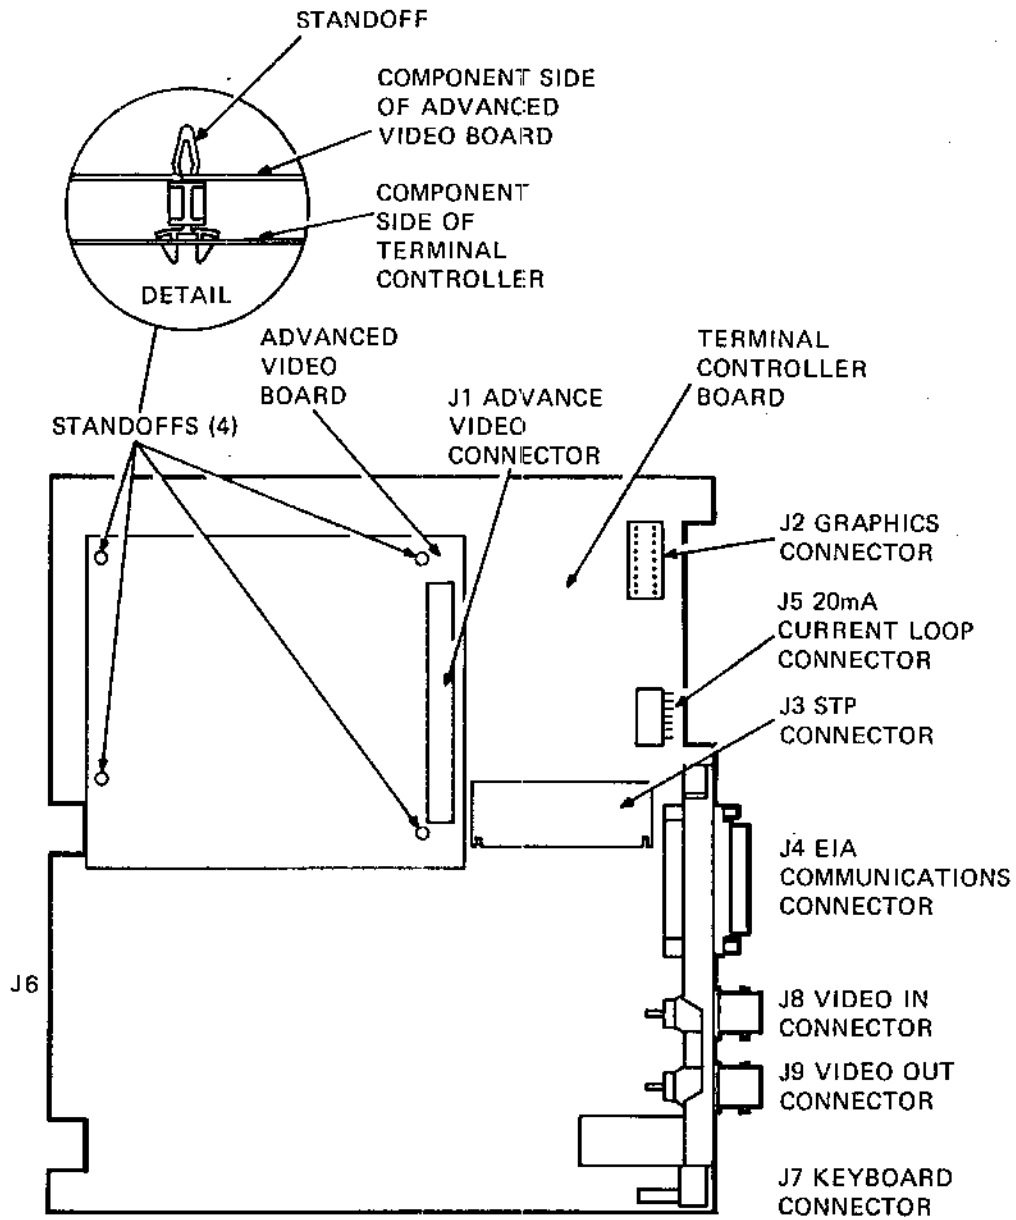 STANDOFF
COMPONENT SIDE
OF ADVANCED
VIDEO BOARD
COMPONENT
SIDE OF
TERMINAL
CONTROLLER
DETAIL
ADVANCED
VIDEO
BOARD
TERMINAL
CONTROLLER
BOARD
J1 ADVANCE
VIDEO
CONNECTOR
STANDOFFS (4)
J2 GRAPHICS
CONNECTOR
J5 20mA
CURRENT LOOP
CONNECTOR
J3 STP
CONNECTOR
J4 EIA
COMMUNICATIONS
CONNECTOR
J6
J8 VIDEO IN
CONNECTOR
J9 VIDEO OUT
CONNECTOR
J7 KEYBOARD
CONNECTOR